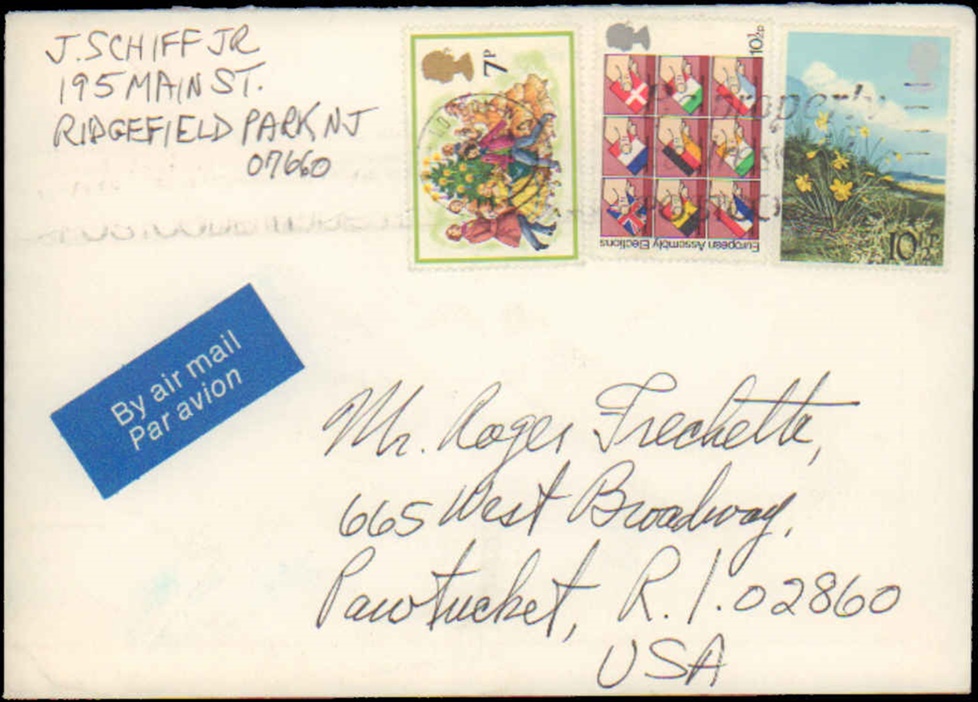 J. SCHIFF JR
195 MAIN ST.
RIDGEFIELD PARK NJ
07660
7P
10½p
European Assembly Elections
10½P
By air mail
Par avion
Mr. Roger Frechette,
665 West Broadway,
Pawtucket, R.I. 02860
USA